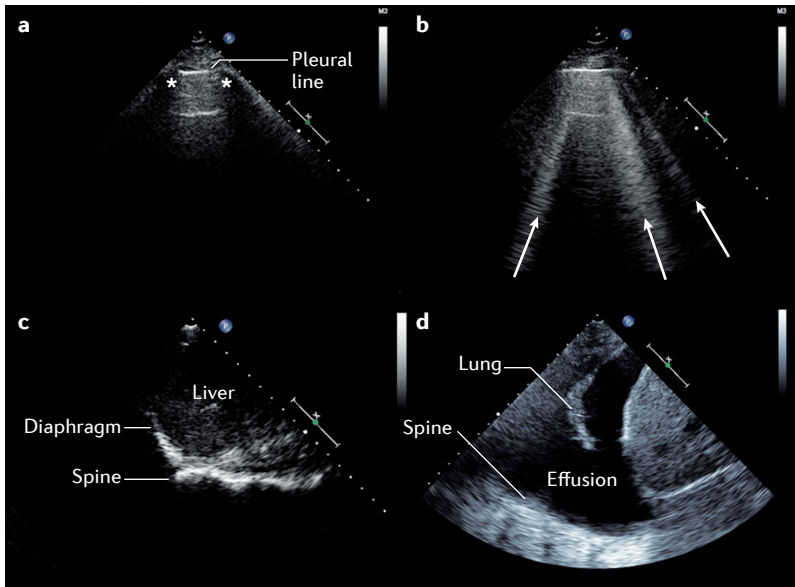 a
M3
Pleural
line
*
*
x
P
b
M3
x
P
c
P
Liver
Diaphragm
Spine
x
d
P
Lung
Spine
Effusion
x